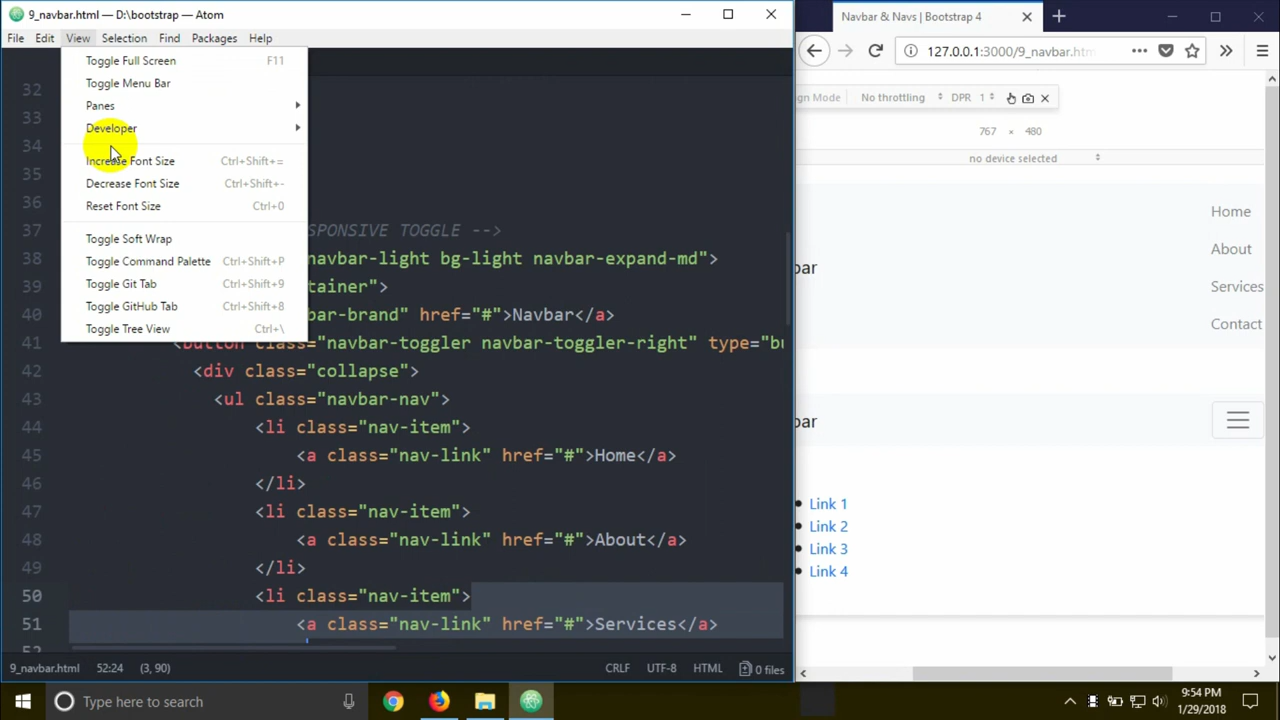 9_navbar.html — D:\bootstrap — Atom
File Edit View Selection Find Packages Help
Toggle Full Screen F11
Toggle Menu Bar
Panes
Developer
Increase Font Size Ctrl+Shift+=
Decrease Font Size Ctrl+Shift+-
Reset Font Size Ctrl+0
Toggle Soft Wrap
Toggle Command Palette Ctrl+Shift+P
Toggle Git Tab Ctrl+Shift+9
Toggle GitHub Tab Ctrl+Shift+8
Toggle Tree View Ctrl+\
32
33
34
35
36
37 SPONSIVE TOGGLE -->
38 navbar-light bg-light navbar-expand-md">
39 tainer">
40 bar-brand" href="#">Navbar</a>
41 <button class="navbar-toggler navbar-toggler-right" type="bu
42 <div class="collapse">
43 <ul class="navbar-nav">
44 <li class="nav-item">
45 <a class="nav-link" href="#">Home</a>
46 </li>
47 <li class="nav-item">
48 <a class="nav-link" href="#">About</a>
49 </li>
50 <li class="nav-item">
51 <a class="nav-link" href="#">Services</a>
52
9_navbar.html 52:24 (3, 90) CRLF UTF-8 HTML 0 files
Navbar & Navs | Bootstrap 4
127.0.0.1:3000/9_navbar.htm
gn Mode No throttling DPR 1
767 × 480
no device selected
Home
About
bar
Services
Contact
bar
Link 1
Link 2
Link 3
Link 4
Type here to search
9:54 PM
1/29/2018